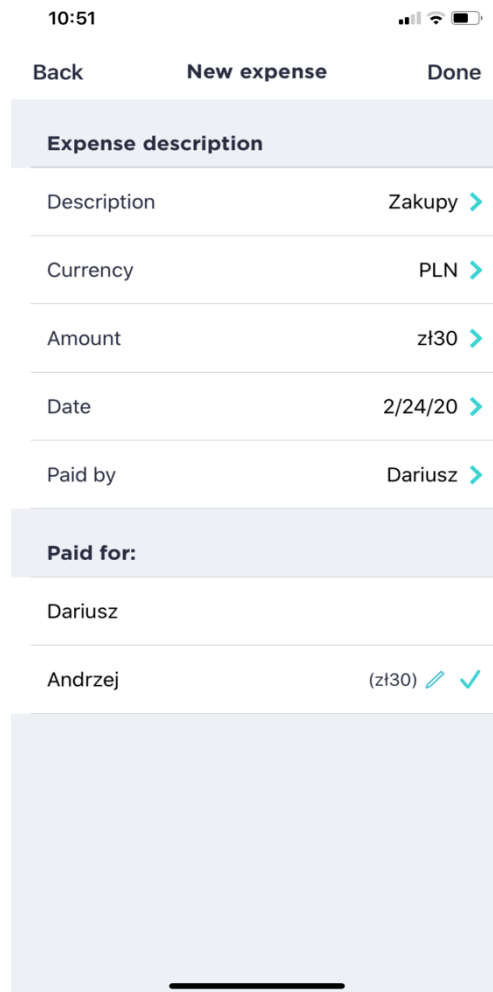 10:51
Back New expense Done
Expense description
Description Zakupy
Currency PLN
Amount zł30
Date 2/24/20
Paid by Dariusz
Paid for:
Dariusz
Andrzej (zł30)